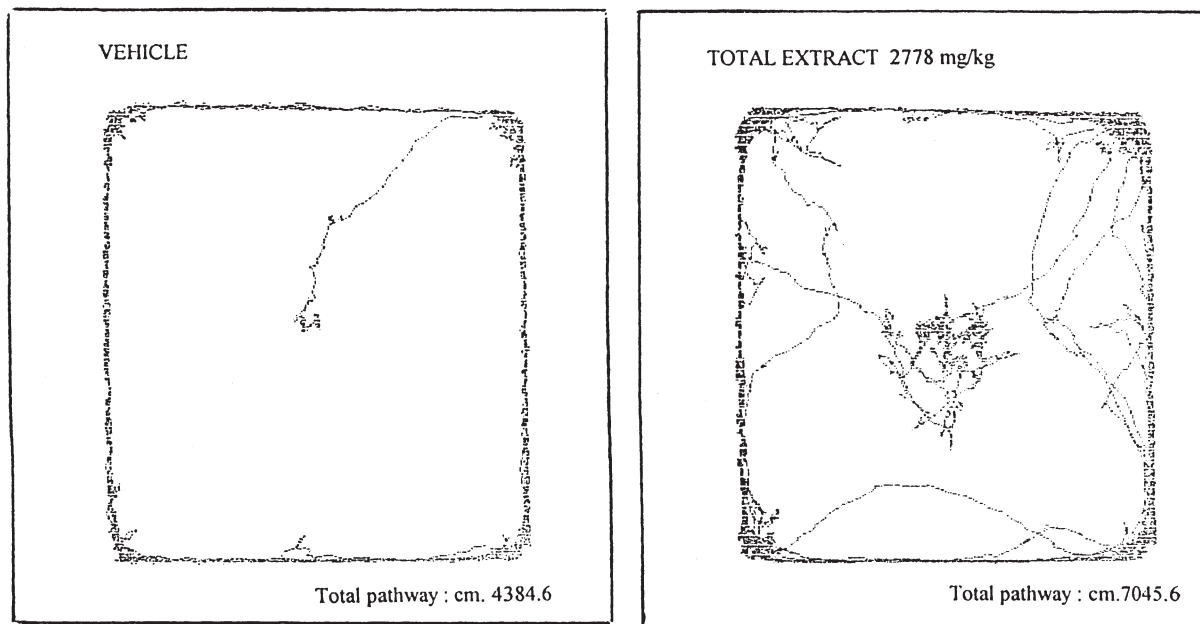 VEHICLE
Total pathway : cm. 4384.6
TOTAL EXTRACT 2778 mg/kg
Total pathway : cm.7045.6